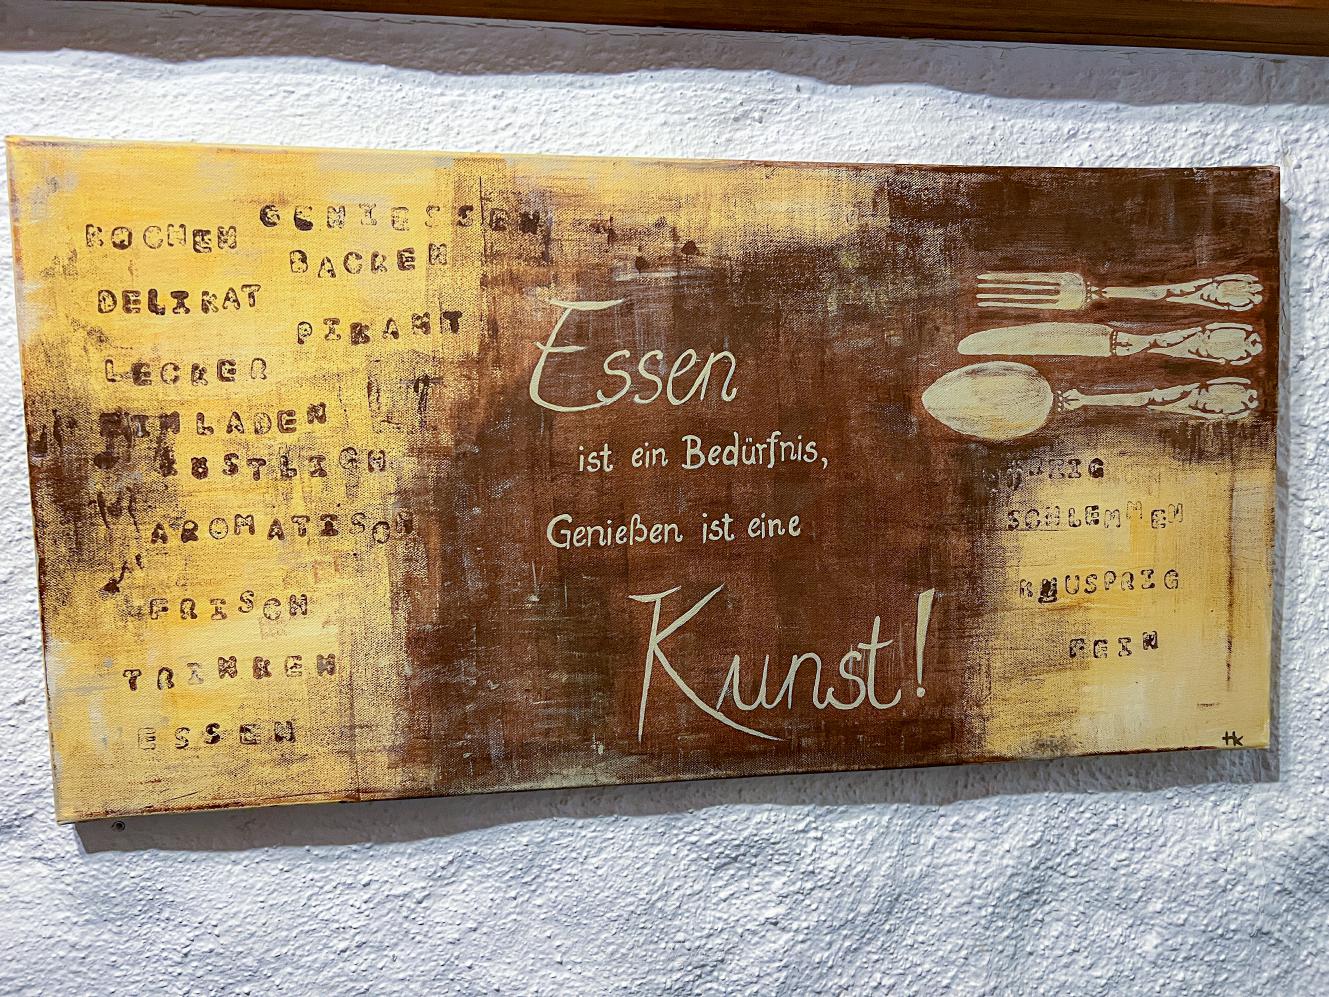 GENIESSEN
KOCHEN
BACKEN
DELIKAT
PIKANT
LECKER
EINLADEN
KÖSTLICH
AROMATISCH
FRISCH
TRINKEN
ESSEN
Essen
ist ein Bedürfnis,
Genießen ist eine
Kunst!
SCHLEMMEN
KNUSPRIG
FEIN
HK